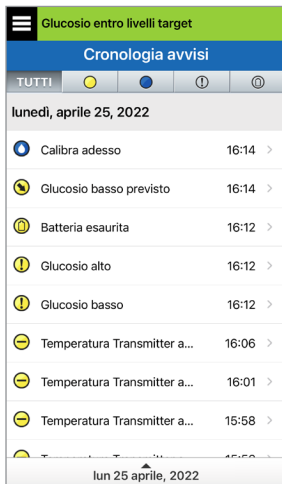 Glucosio entro livelli target
Cronologia avvisi
TUTTI
lunedì, aprile 25, 2022
Calibra adesso 16:14
Glucosio basso previsto 16:14
Batteria esaurita 16:12
Glucosio alto 16:12
Glucosio basso 16:12
Temperatura Transmitter a... 16:06
Temperatura Transmitter a... 16:01
Temperatura Transmitter a... 15:58
lun 25 aprile, 2022